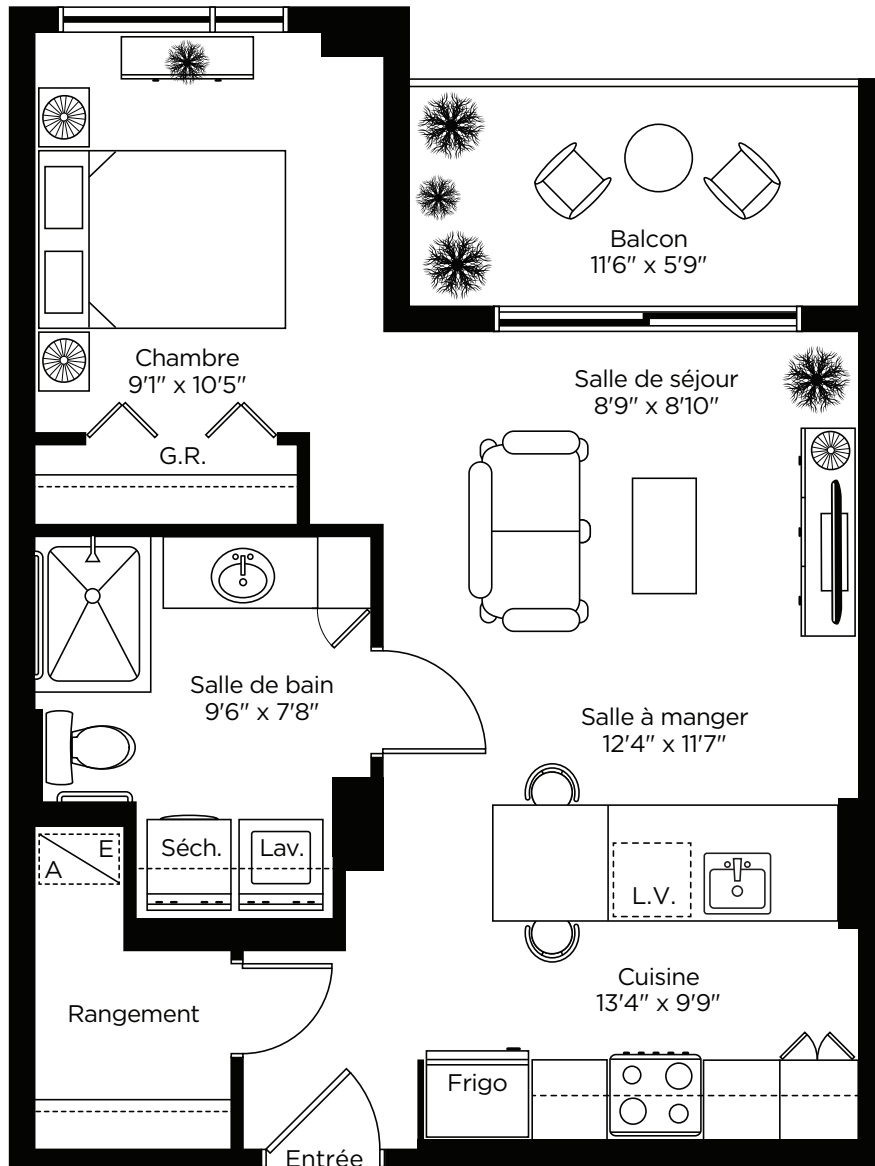 Balcon
11'6" x 5'9"
Chambre
9'1" x 10'5"
Salle de séjour
8'9" x 8'10"
G.R.
Salle de bain
9'6" x 7'8"
Salle à manger
12'4" x 11'7"
A E
Séch.
Lav.
L.V.
Cuisine
13'4" x 9'9"
Rangement
Frigo
Entrée